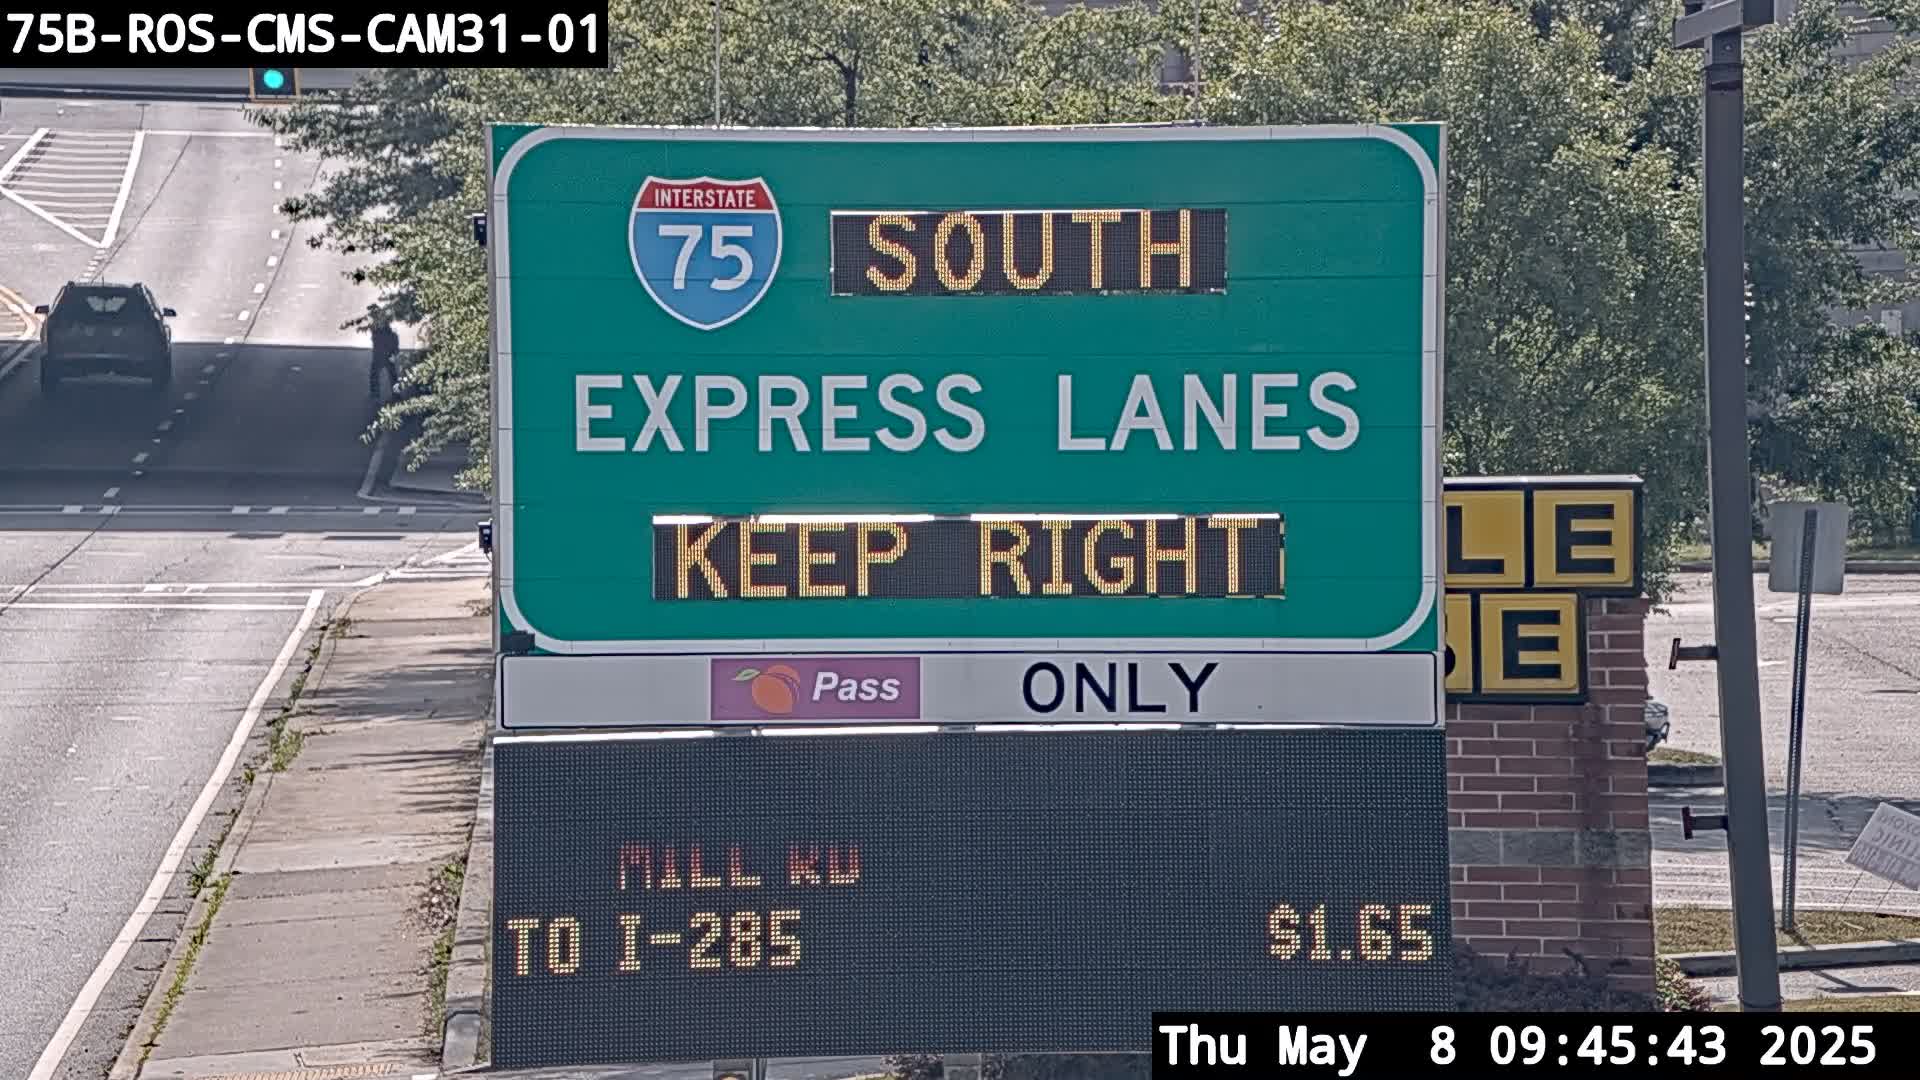 75B-ROS-CMS-CAM31-01
INTERSTATE
75
SOUTH
EXPRESS LANES
KEEP RIGHT
LE
E
Pass ONLY
MILL
TO I-285 $1.65
Thu May 8 09:45:43 2025